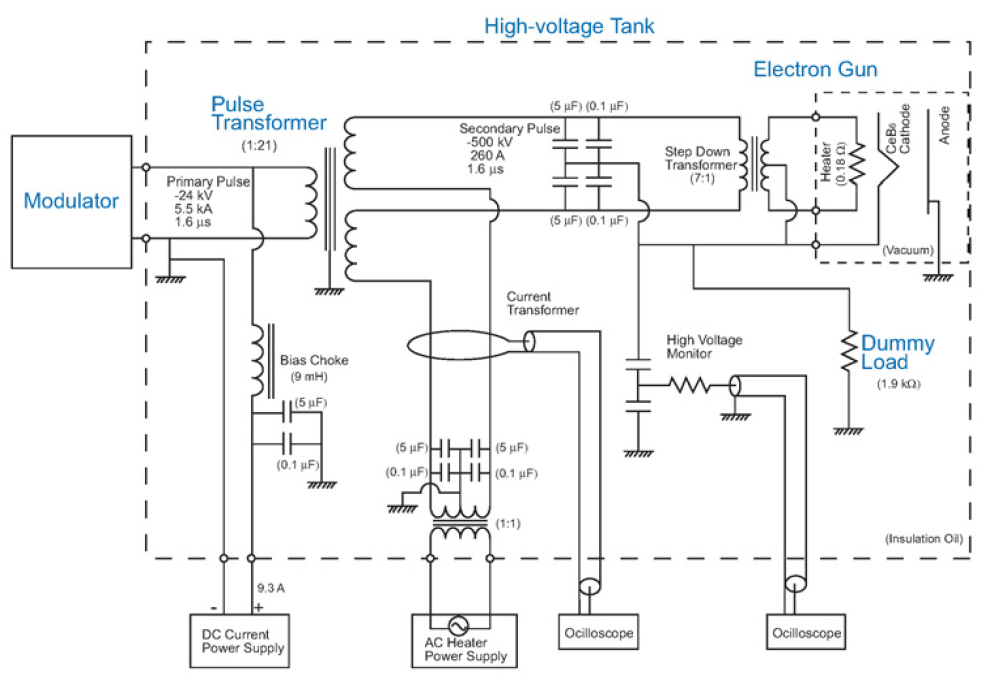 High-voltage Tank
Electron Gun
Pulse
Transformer
(1:21)
Modulator
Primary Pulse
-24 kV
5.5 kA
1.6 μs
(5 μF) (0.1 μF)
Secondary Pulse
-500 kV
260 A
1.6 μs
(5 μF) (0.1 μF)
Step Down
Transformer
(7:1)
Heater
(0.18 Ω)
CeB6
Cathode
Anode
(Vacuum)
Current
Transformer
Bias Choke
(9 mH)
(5 μF)
(0.1 μF)
High Voltage
Monitor
Dummy
Load
(1.9 kΩ)
(5 μF)
(5 μF)
(0.1 μF)
(0.1 μF)
(1:1)
(Insulation Oil)
9.3 A
-
+
DC Current
Power Supply
AC Heater
Power Supply
Ocilloscope
Ocilloscope